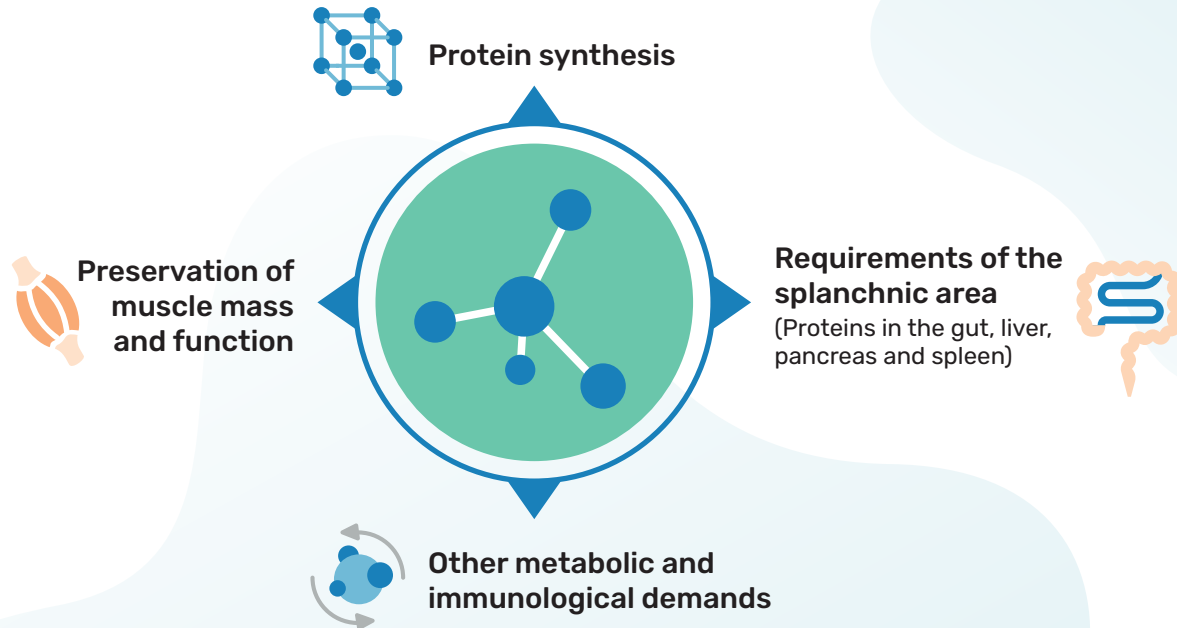 Protein synthesis
Preservation of
muscle mass
and function
Requirements of the
splanchnic area
(Proteins in the gut, liver,
pancreas and spleen)
Other metabolic and
immunological demands